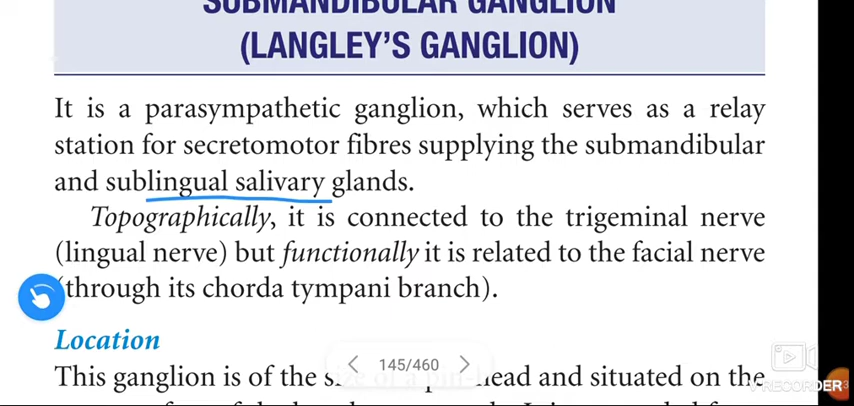 SUBMANDIBULAR GANGLION
(LANGLEY'S GANGLION)
It is a parasympathetic ganglion, which serves as a relay
station for secretomotor fibres supplying the submandibular
and sublingual salivary glands.
Topographically, it is connected to the trigeminal nerve
(lingual nerve) but functionally it is related to the facial nerve
(through its chorda tympani branch).
Location
145/460
This ganglion is of the size of a pin-head and situated on the
RECORDER